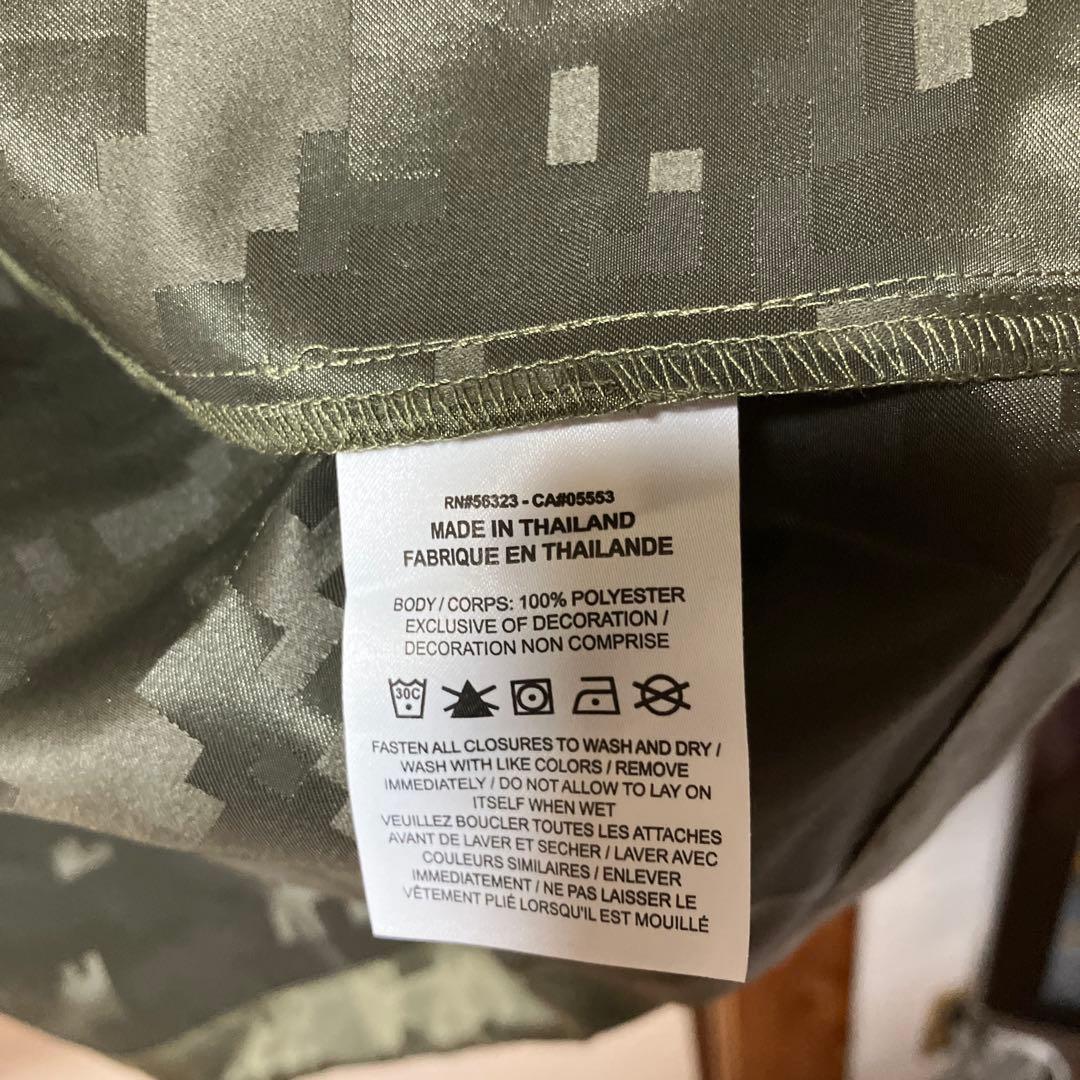 RN#56323 - CA#05553
MADE IN THAILAND
FABRIQUE EN THAILANDE
BODY / CORPS: 100% POLYESTER
EXCLUSIVE OF DECORATION /
DECORATION NON COMPRISE
30C
FASTEN ALL CLOSURES TO WASH AND DRY /
WASH WITH LIKE COLORS / REMOVE
IMMEDIATELY / DO NOT ALLOW TO LAY ON
ITSELF WHEN WET
VEUILLEZ BOUCLER TOUTES LES ATTACHES
AVANT DE LAVER ET SECHER / LAVER AVEC
COULEURS SIMILAIRES / ENLEVER
IMMEDIATEMENT / NE PAS LAISSER LE
VÊTEMENT PLIÉ LORSQU'IL EST MOUILLÉ